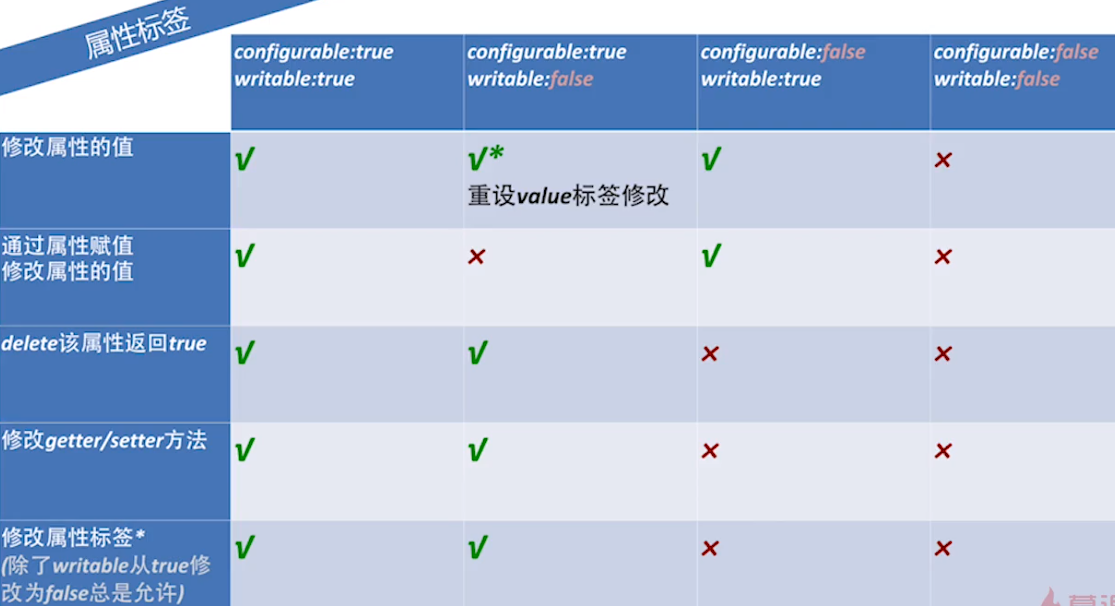 属性标签
configurable:true
writable:true
configurable:true
writable:false
configurable:false
writable:true
configurable:false
writable:false
修改属性的值
√
√*
重设value标签修改
√
×
通过属性赋值
修改属性的值
√
×
√
×
delete该属性返回true
√
√
×
×
修改getter/setter方法
√
√
×
×
修改属性标签*
(除了writable从true修
改为false总是允许)
√
√
×
×